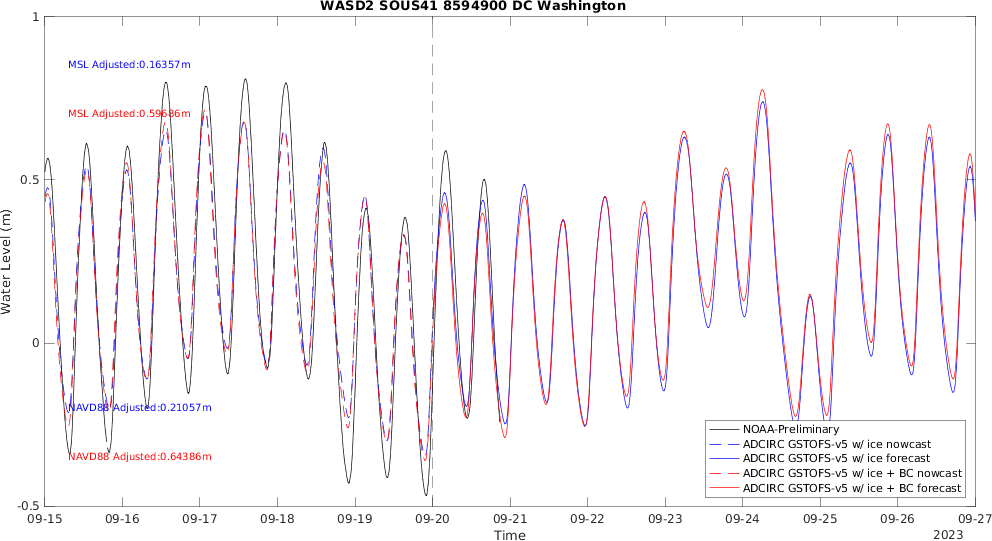 WASD2 SOUS41 8594900 DC Washington
1
0.5
0
-0.5
Water Level (m)
MSL Adjusted:0.16357m
MSL Adjusted:0.59686m
NAVD88 Adjusted:0.21057m
NAVD88 Adjusted:0.64386m
NOAA-Preliminary
ADCIRC GSTOFS-v5 w/ ice nowcast
ADCIRC GSTOFS-v5 w/ ice forecast
ADCIRC GSTOFS-v5 w/ ice + BC nowcast
ADCIRC GSTOFS-v5 w/ ice + BC forecast
09-15 09-16 09-17 09-18 09-19 09-20 09-21 09-22 09-23 09-24 09-25 09-26 09-27
Time
2023